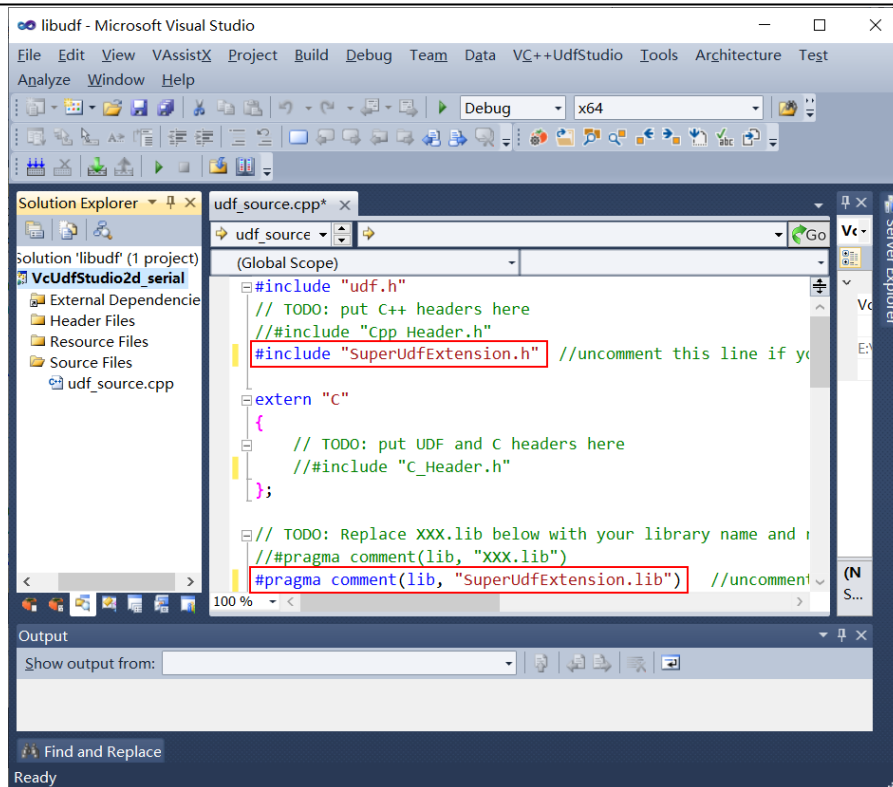 libudf - Microsoft Visual Studio
File Edit View VAssistX Project Build Debug Team Data VC++UdfStudio Tools Architecture Test
Analyze Window Help
Debug x64
Solution Explorer
udf_source.cpp*
udf_source
Go
(Global Scope)
Solution 'libudf' (1 project)
VcUdfStudio2d_serial
External Dependencie
Header Files
Resource Files
Source Files
udf_source.cpp
#include "udf.h"
// TODO: put C++ headers here
//#include "Cpp_Header.h"
#include "SuperUdfExtension.h" //uncomment this line if yo
extern "C"
{
// TODO: put UDF and C headers here
//#include "C_Header.h"
};
// TODO: Replace XXX.lib below with your library name and r
//#pragma comment(lib, "XXX.lib")
#pragma comment(lib, "SuperUdfExtension.lib") //uncomment
100 %
Vc
Vc
E:\
(N
S...
Server Explorer
Output
Show output from:
Find and Replace
Ready